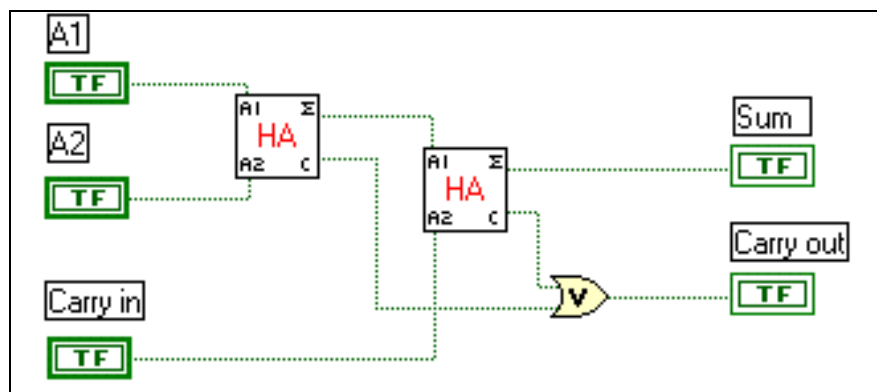 A1
TF
A2
TF
Carry in
TF
A1 Σ
HA
A2 C
A1 Σ
HA
A2 C
V
Sum
TF
Carry out
TF